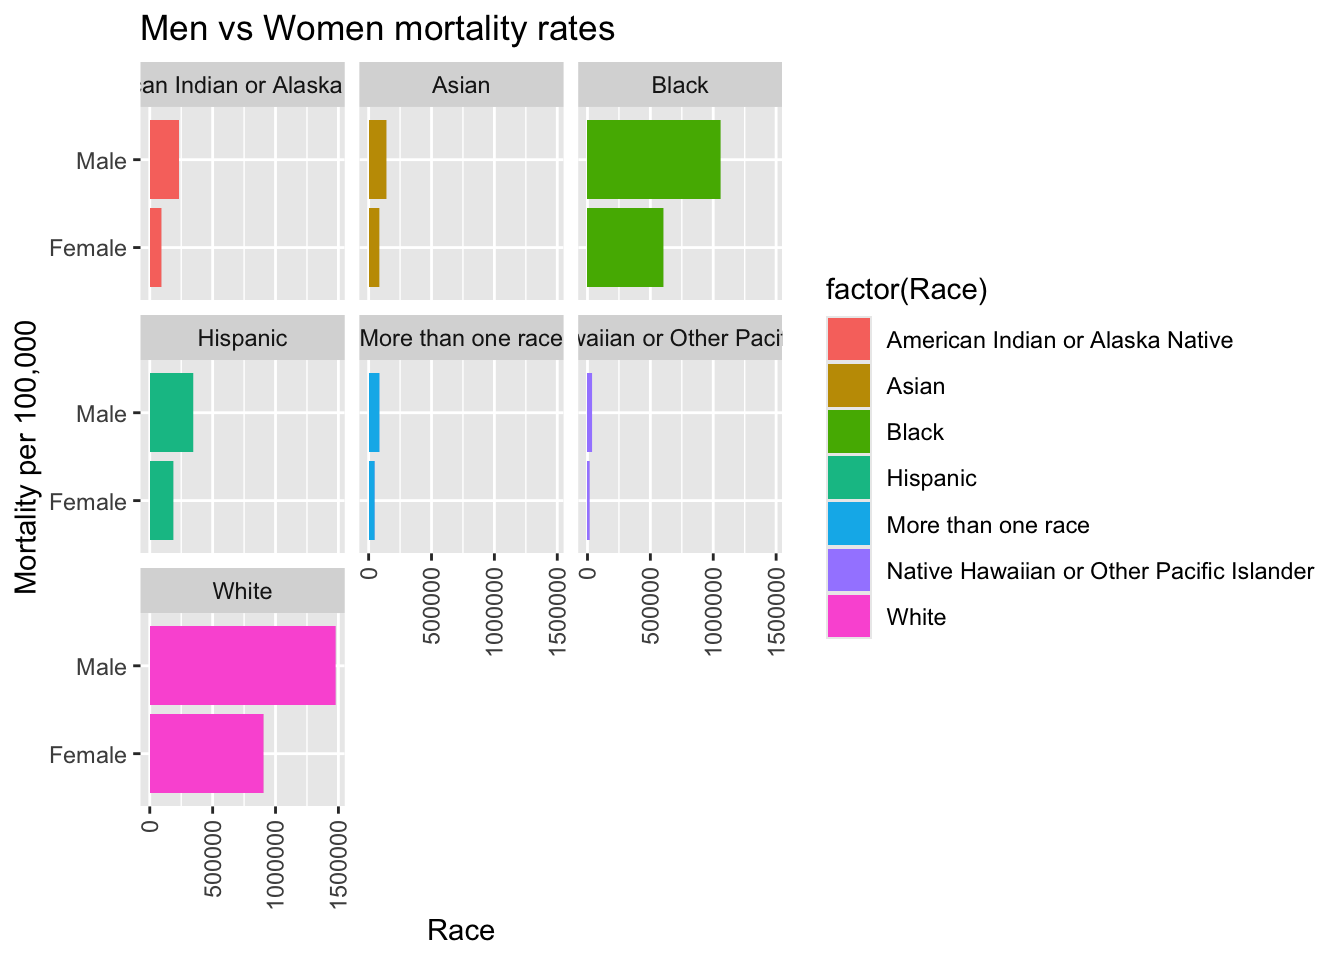 Men vs Women mortality rates
can Indian or Alaska
Asian
Black
Male
Female
Hispanic
More than one race
waiian or Other Pacif
Male
Female
0
500000
1000000
1500000
0
500000
1000000
1500000
White
Male
Female
0
500000
1000000
1500000
Race
Mortality per 100,000
factor(Race)
American Indian or Alaska Native
Asian
Black
Hispanic
More than one race
Native Hawaiian or Other Pacific Islander
White